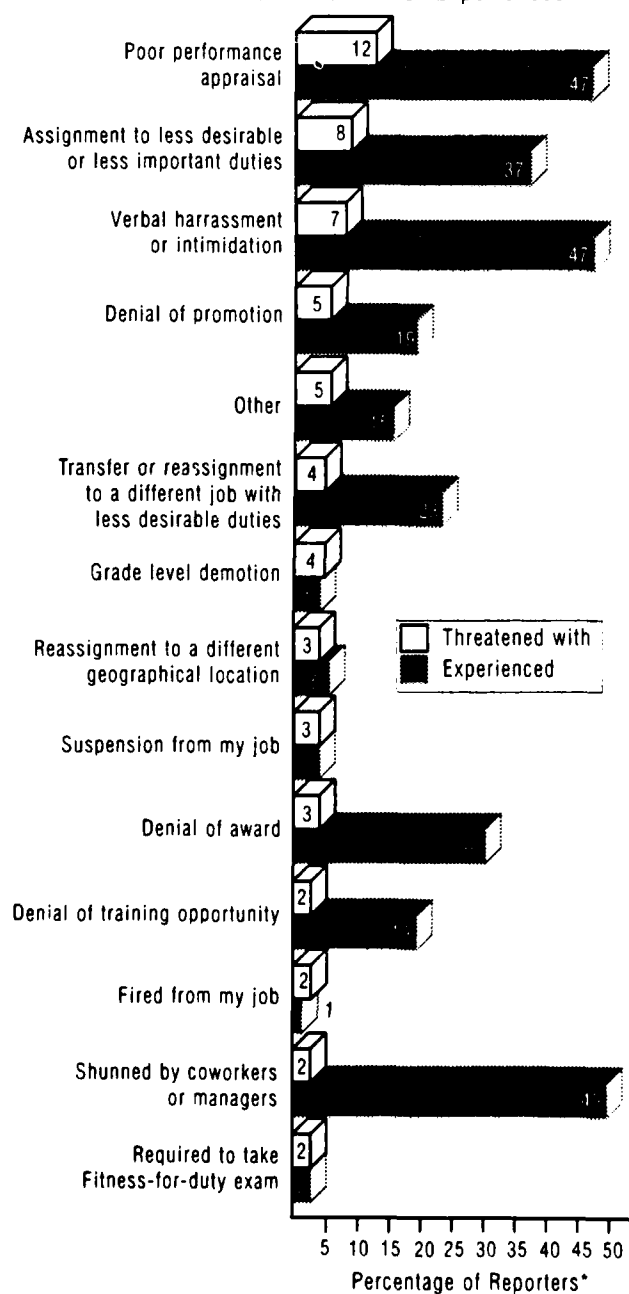 Poor performance
appraisal
12
47
Assignment to less desirable
or less important duties
8
37
Verbal harrassment
or intimidation
7
47
Denial of promotion
5
19
Other
5
Transfer or reassignment
to a different job with
less desirable duties
4
Grade level demotion
4
Reassignment to a different
geographical location
3
Suspension from my job
3
Denial of award
3
Denial of training opportunity
2
Fired from my job
2
1
Shunned by coworkers
or managers
2
Required to take
Fitness-for-duty exam
2
Threatened with
Experienced
5 10 15 20 25 30 35 40 45 50
Percentage of Reporters*